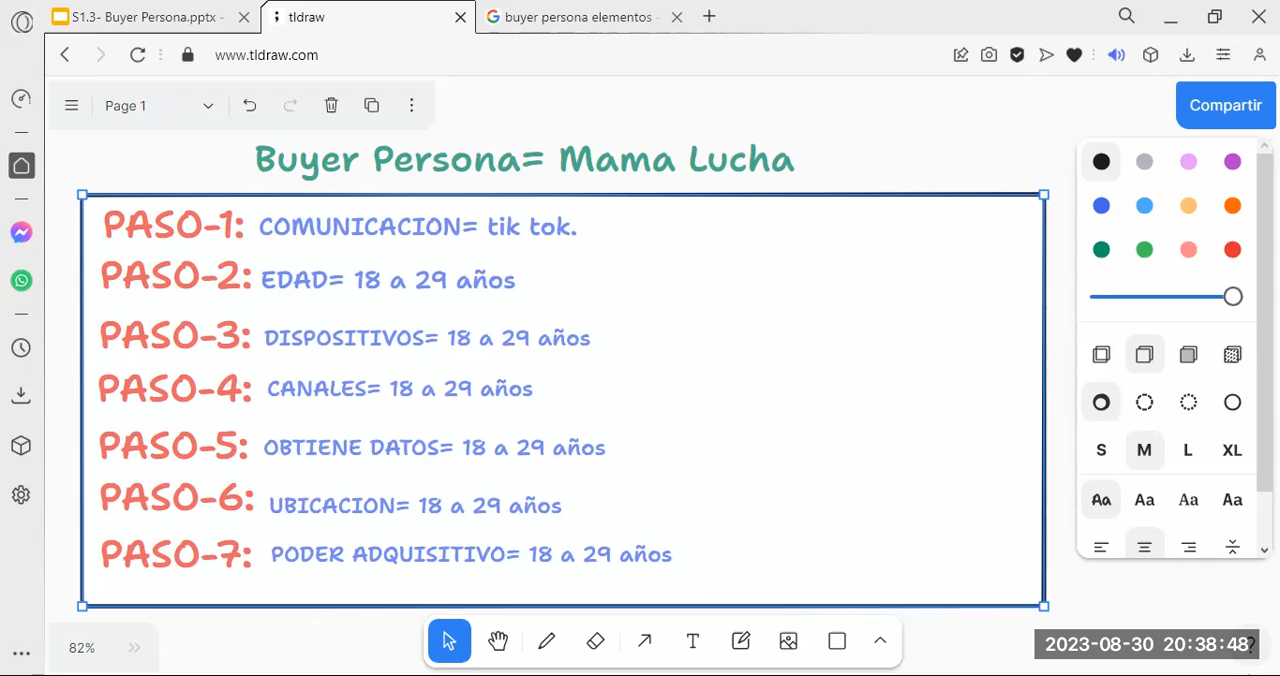 S1.3- Buyer Persona.pptx -
tldraw
buyer persona elementos -
www.tldraw.com
Page 1
Compartir
Buyer Persona= Mama Lucha
PASO-1: COMUNICACION= tik tok.
PASO-2: EDAD= 18 a 29 años
PASO-3: DISPOSITIVOS= 18 a 29 años
PASO-4: CANALES= 18 a 29 años
PASO-5: OBTIENE DATOS= 18 a 29 años
PASO-6: UBICACION= 18 a 29 años
PASO-7: PODER ADQUISITIVO= 18 a 29 años
S M L XL
Aa Aa Aa Aa
82%
T
2023-08-30 20:38:48
?